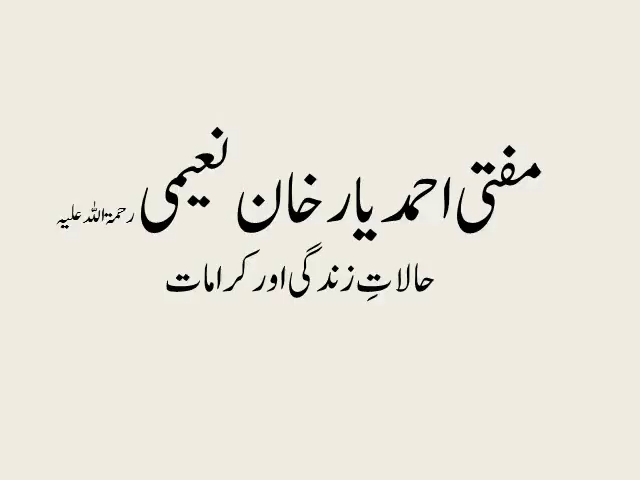 مفتی احمد یار خان نعیمی رحمۃ اللہ علیہ
حالاتِ زندگی اور کرامات